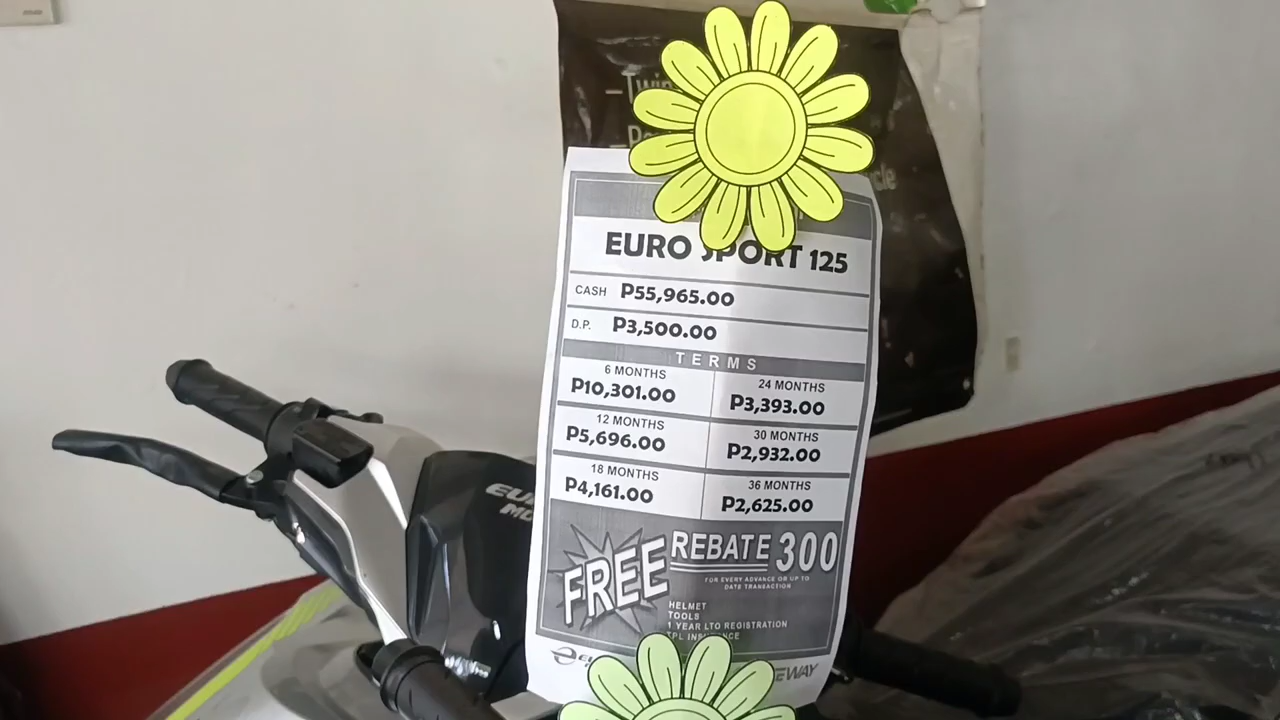 EURO SPORT 125
CASH P55,965.00
D.P. P3,500.00
TERMS
6 MONTHS
P10,301.00
12 MONTHS
P5,696.00
18 MONTHS
P4,161.00
24 MONTHS
P3,393.00
30 MONTHS
P2,932.00
36 MONTHS
P2,625.00
FREE
REBATE 300
FOR EVERY ADVANCE OR UP TO
DATE TRANSACTION
HELMET
TOOLS
1 YEAR LTO REGISTRATION